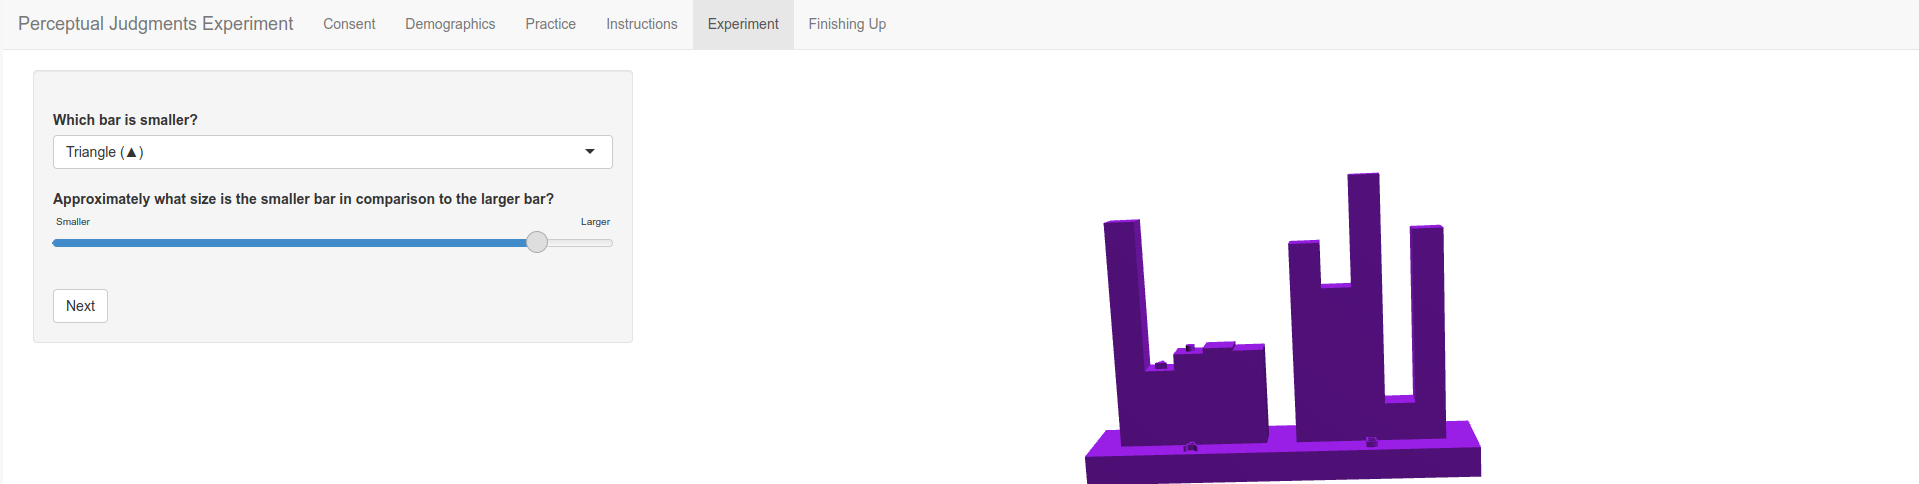 Perceptual Judgments Experiment Consent Demographics Practice Instructions Experiment Finishing Up
Which bar is smaller?
Triangle (▲)
Approximately what size is the smaller bar in comparison to the larger bar?
Smaller Larger
Next